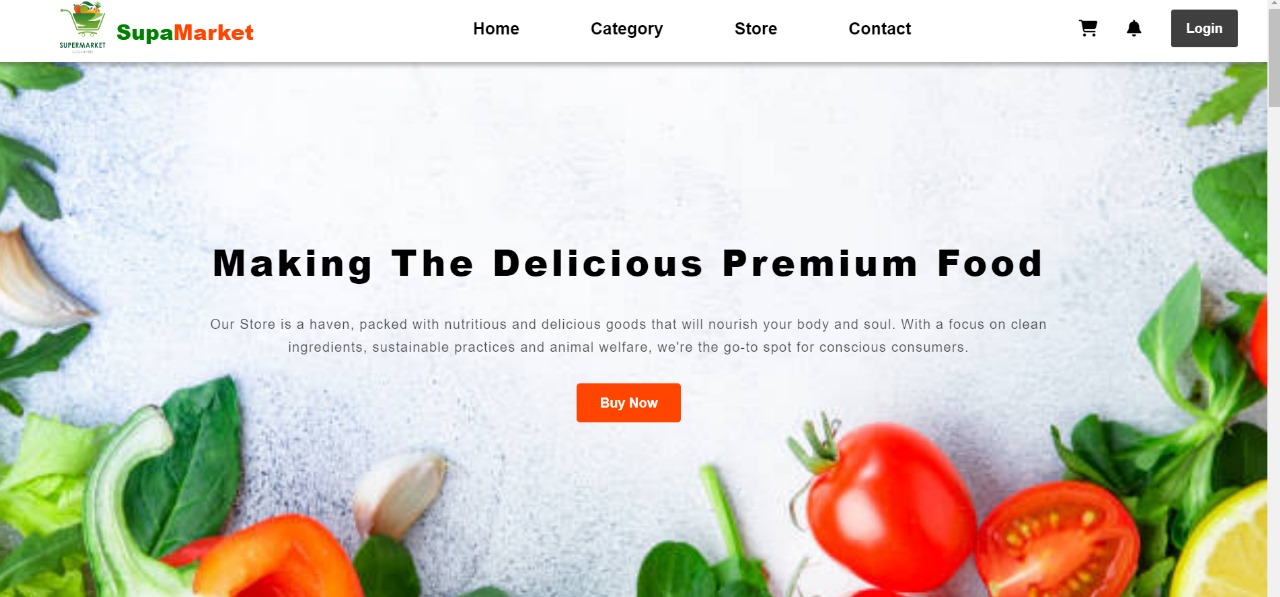 SUPERMARKET
SupaMarket
Home
Category
Store
Contact
Login
Making The Delicious Premium Food
Our Store is a haven, packed with nutritious and delicious goods that will nourish your body and soul. With a focus on clean
ingredients, sustainable practices and animal welfare, we're the go-to spot for conscious consumers.
Buy Now